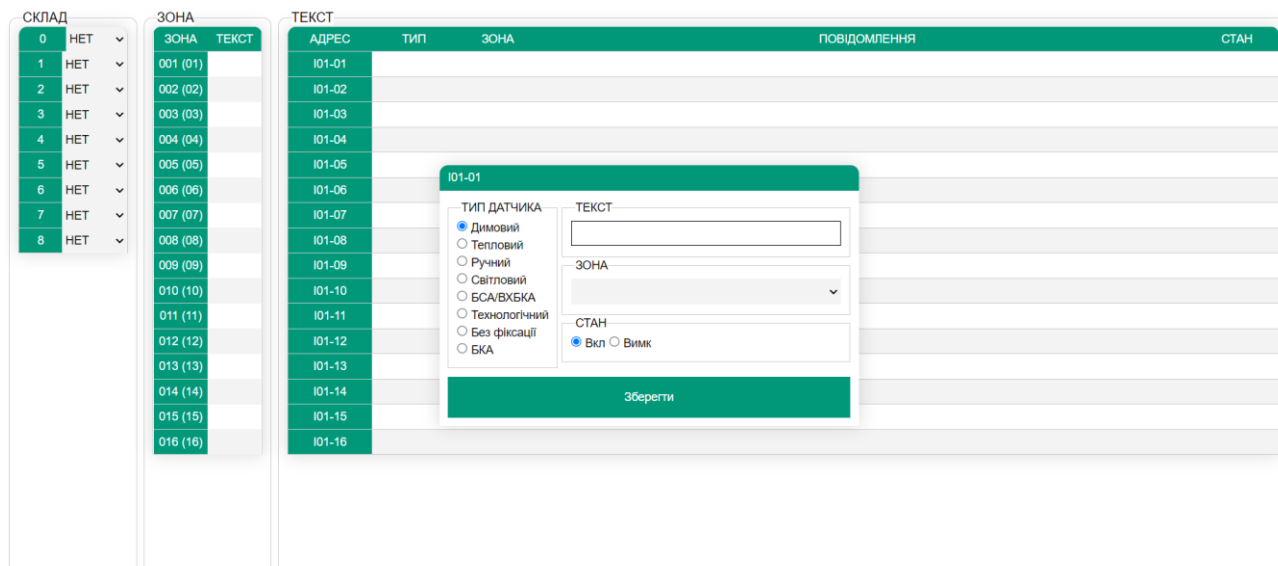 СКЛАД
0 НЕТ
1 НЕТ
2 НЕТ
3 НЕТ
4 НЕТ
5 НЕТ
6 НЕТ
7 НЕТ
8 НЕТ
ЗОНА
ЗОНА ТЕКСТ
001 (01)
002 (02)
003 (03)
004 (04)
005 (05)
006 (06)
007 (07)
008 (08)
009 (09)
010 (10)
011 (11)
012 (12)
013 (13)
014 (14)
015 (15)
016 (16)
ТЕКСТ
АДРЕС ТИП ЗОНА ПОВІДОМЛЕННЯ СТАН
I01-01
I01-02
I01-03
I01-04
I01-05
I01-06
I01-07
I01-08
I01-09
I01-10
I01-11
I01-12
I01-13
I01-14
I01-15
I01-16
I01-01
ТИП ДАТЧИКА
Димовий
Тепловий
Ручний
Світловий
БСА/ВХБКА
Технологічний
Без фіксації
БКА
ТЕКСТ
ЗОНА
СТАН
Вкл Вимк
Зберегти